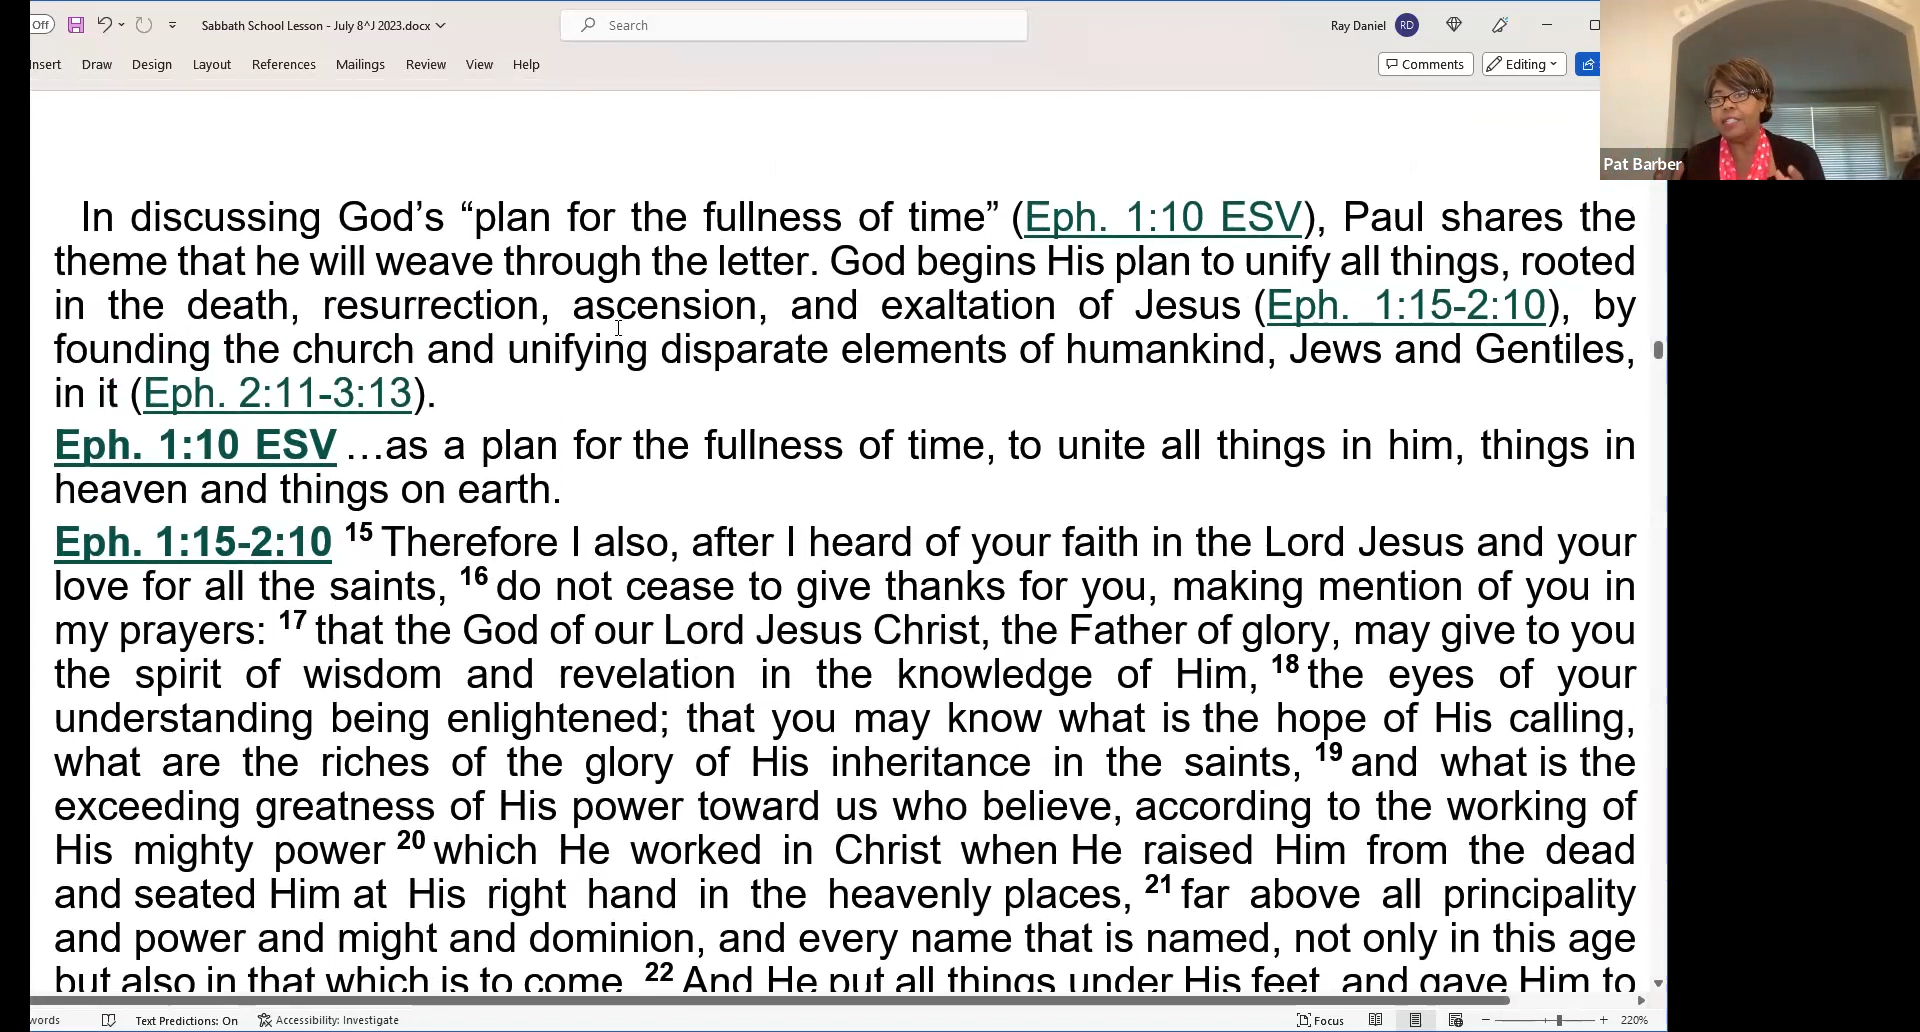 Off
Sabbath School Lesson - July 8^J 2023.docx
Search
Ray Daniel
RD
nsert
Draw
Design
Layout
References
Mailings
Review
View
Help
Comments
Editing
Pat Barber
In discussing God’s “plan for the fullness of time” (Eph. 1:10 ESV), Paul shares the
theme that he will weave through the letter. God begins His plan to unify all things, rooted
in the death, resurrection, ascension, and exaltation of Jesus (Eph. 1:15-2:10), by
founding the church and unifying disparate elements of humankind, Jews and Gentiles,
in it (Eph. 2:11-3:13).
Eph. 1:10 ESV …as a plan for the fullness of time, to unite all things in him, things in
heaven and things on earth.
Eph. 1:15-2:10 15 Therefore I also, after I heard of your faith in the Lord Jesus and your
love for all the saints, 16 do not cease to give thanks for you, making mention of you in
my prayers: 17 that the God of our Lord Jesus Christ, the Father of glory, may give to you
the spirit of wisdom and revelation in the knowledge of Him, 18 the eyes of your
understanding being enlightened; that you may know what is the hope of His calling,
what are the riches of the glory of His inheritance in the saints, 19 and what is the
exceeding greatness of His power toward us who believe, according to the working of
His mighty power 20 which He worked in Christ when He raised Him from the dead
and seated Him at His right hand in the heavenly places, 21 far above all principality
and power and might and dominion, and every name that is named, not only in this age
but also in that which is to come. 22 And He put all things under His feet, and gave Him to
words
Text Predictions: On
Accessibility: Investigate
Focus
220%